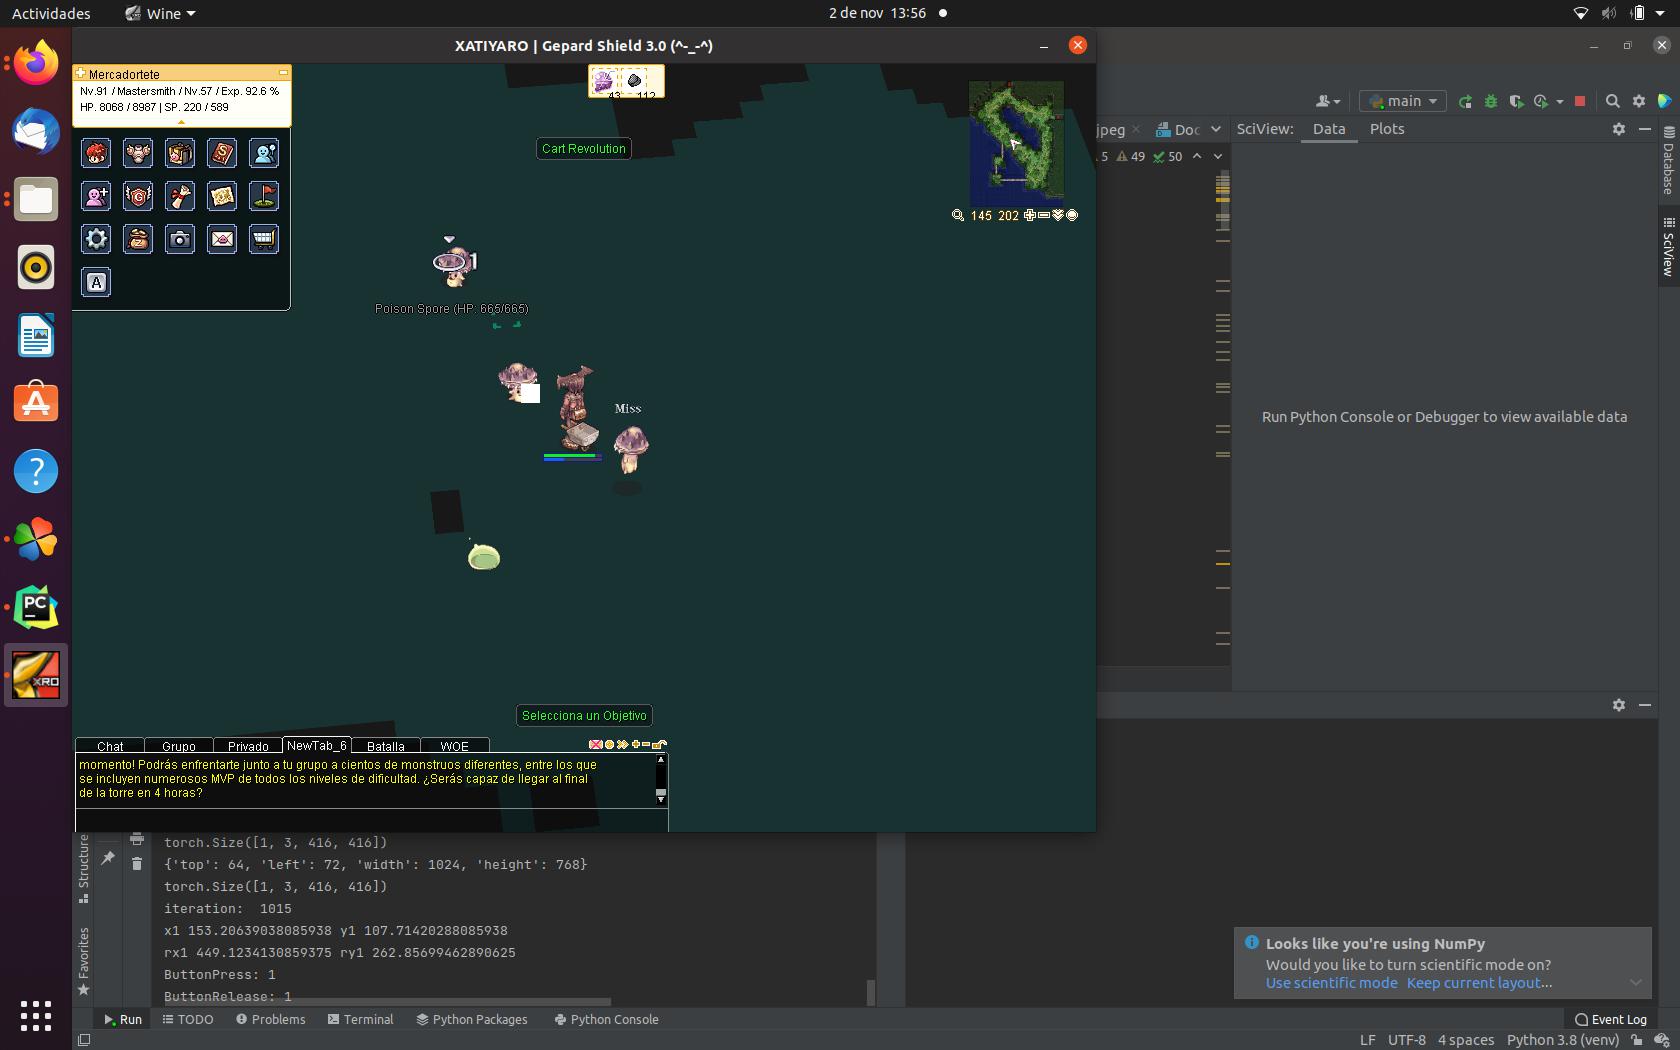 Actividades
Wine
2 de nov 13:56
XATIYARO | Gepard Shield 3.0 (^-_-^)
Mercadortete
Nv.91 / Mastersmith / Nv.57 / Exp. 92.6 %
HP. 8068 / 8987 | SP. 220 / 589
43
112
Cart Revolution
145 202
A
1
Poison Spore (HP: 665/665)
Miss
Selecciona un Objetivo
Chat
Grupo
Privado
NewTab_6
Batalla
WOE
momento! Podrás enfrentarte junto a tu grupo a cientos de monstruos diferentes, entre los que
se incluyen numerosos MVP de todos los niveles de dificultad. ¿Serás capaz de llegar al final
de la torre en 4 horas?
main
jpeg
Doc
SciView:
Data
Plots
5
49
50
Database
SciView
Run Python Console or Debugger to view available data
PC
XRO
Structure
Favorites
torch.Size([1, 3, 416, 416])
{'top': 64, 'left': 72, 'width': 1024, 'height': 768}
torch.Size([1, 3, 416, 416])
iteration:  1015
x1 153.20639038085938 y1 107.71420288085938
rx1 449.1234130859375 ry1 262.85699462890625
ButtonPress: 1
ButtonRelease: 1
Looks like you're using NumPy
Would you like to turn scientific mode on?
Use scientific mode
Keep current layout...
Run
TODO
Problems
Terminal
Python Packages
Python Console
Event Log
LF
UTF-8
4 spaces
Python 3.8 (venv)